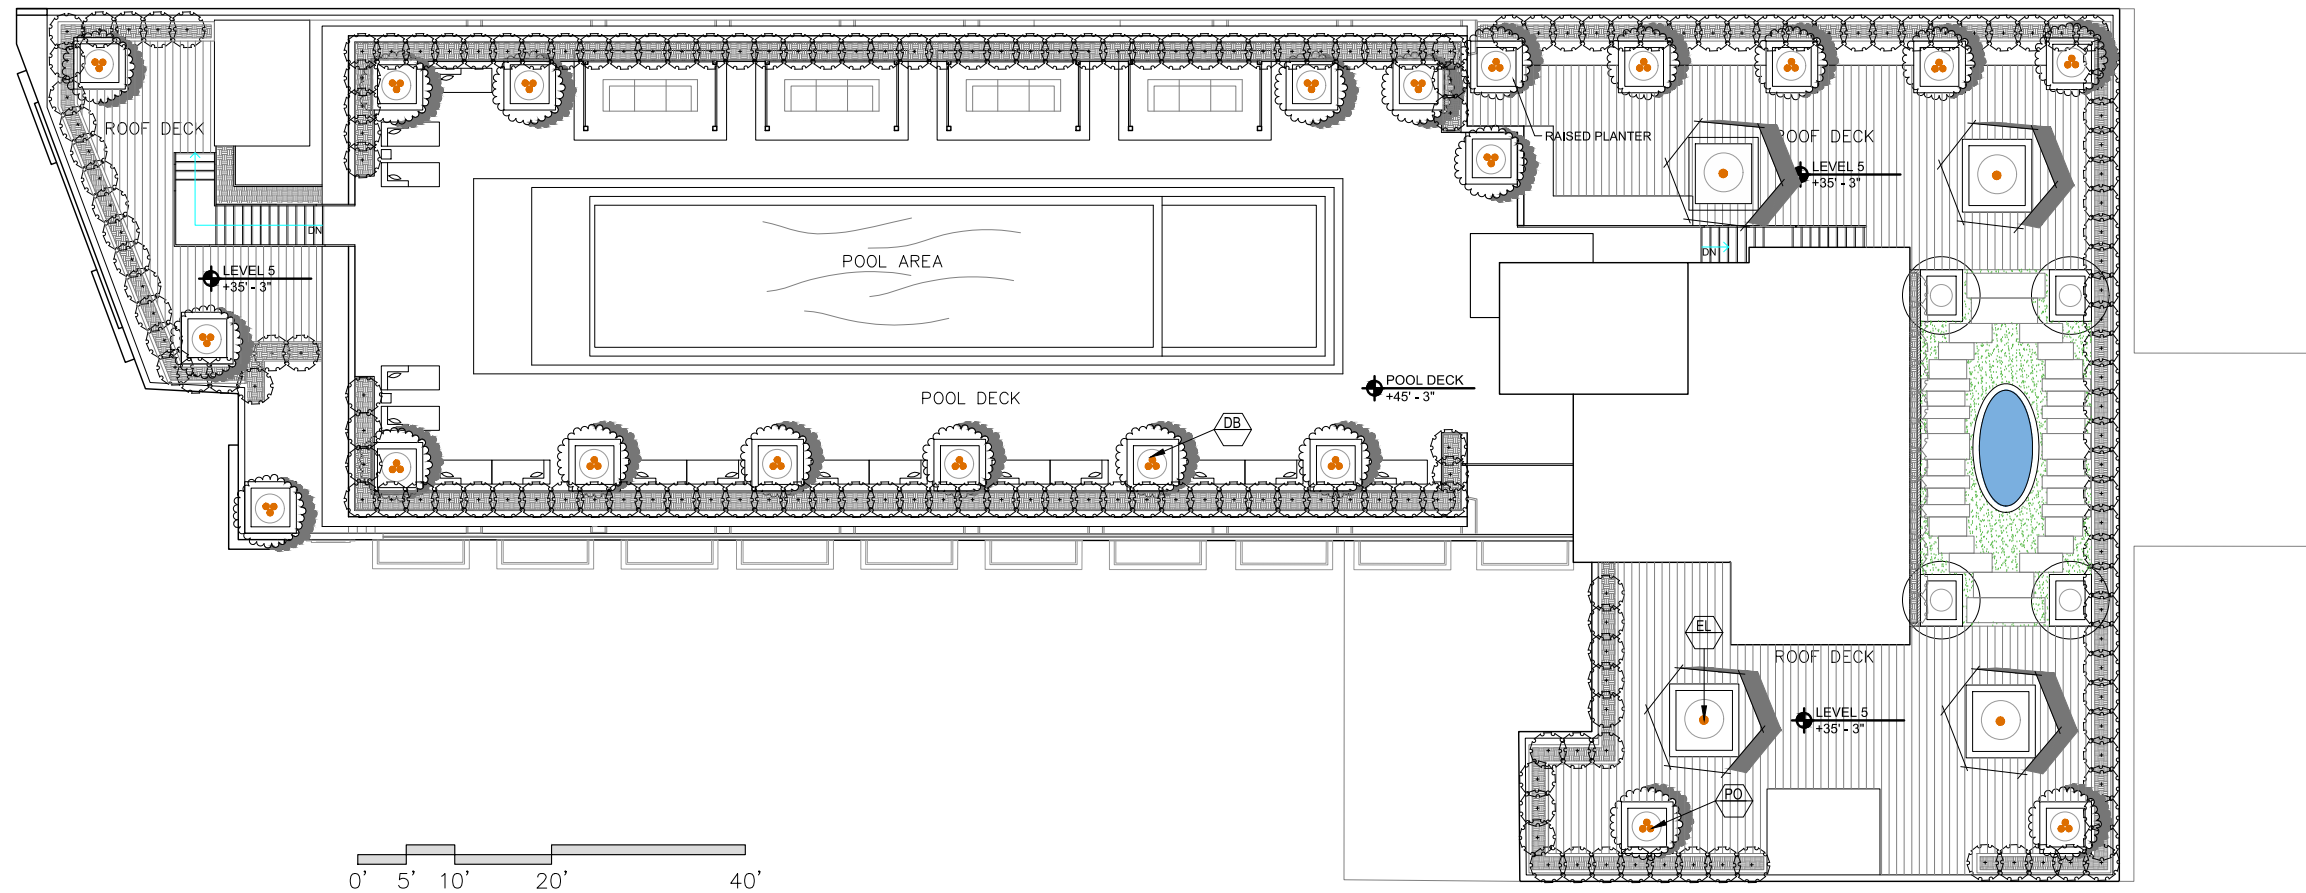 ROOF DECK
RAISED PLANTER
ROOF DECK
LEVEL 5
+35' - 3"
DN
DN
POOL AREA
LEVEL 5
+35' - 3"
POOL DECK
+45' - 3"
POOL DECK
DB
EL
ROOF DECK
LEVEL 5
+35' - 3"
PO
0' 5' 10' 20' 40'